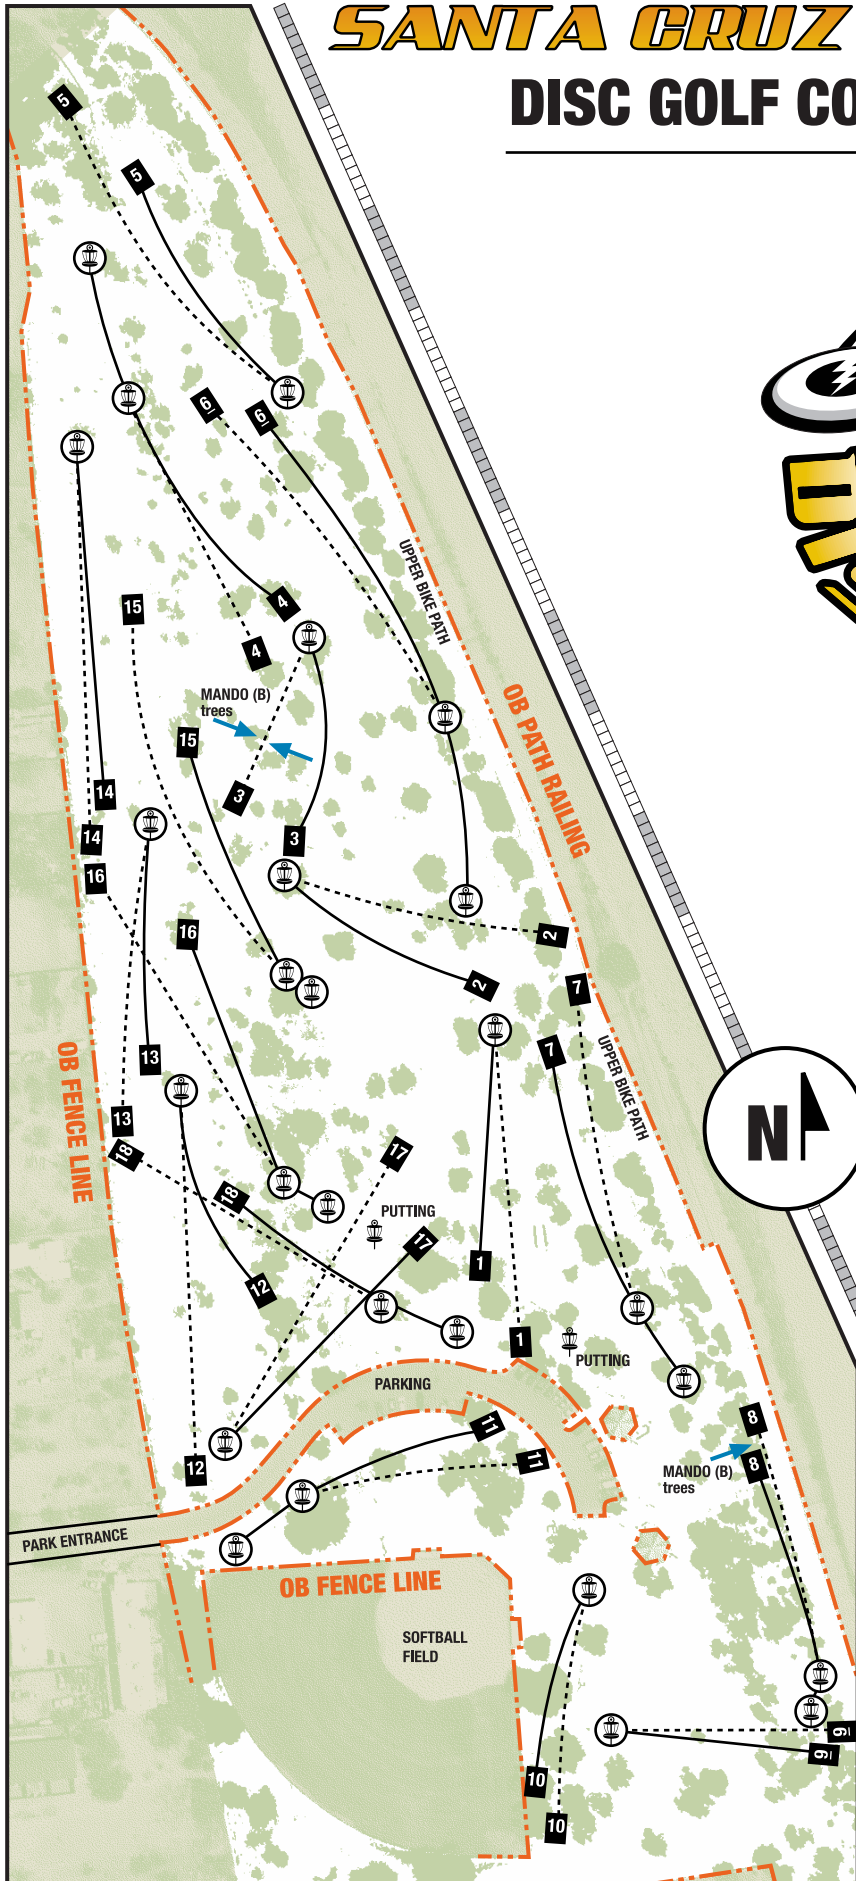 SANTA CRUZ
DISC GOLF CO
5
5
6
6
UPPER BIKE PATH
4
4
15
MANDO (B)
trees
15
OB PATH RAILING
3
3
14
14
16
16
2
2
7
7
UPPER BIKE PATH
13
13
OB FENCE LINE
N
18
18
17
17
PUTTING
12
1
1
PUTTING
PARKING
12
11
11
8
8
MANDO (B)
trees
PARK ENTRANCE
OB FENCE LINE
SOFTBALL
FIELD
9
9
10
10